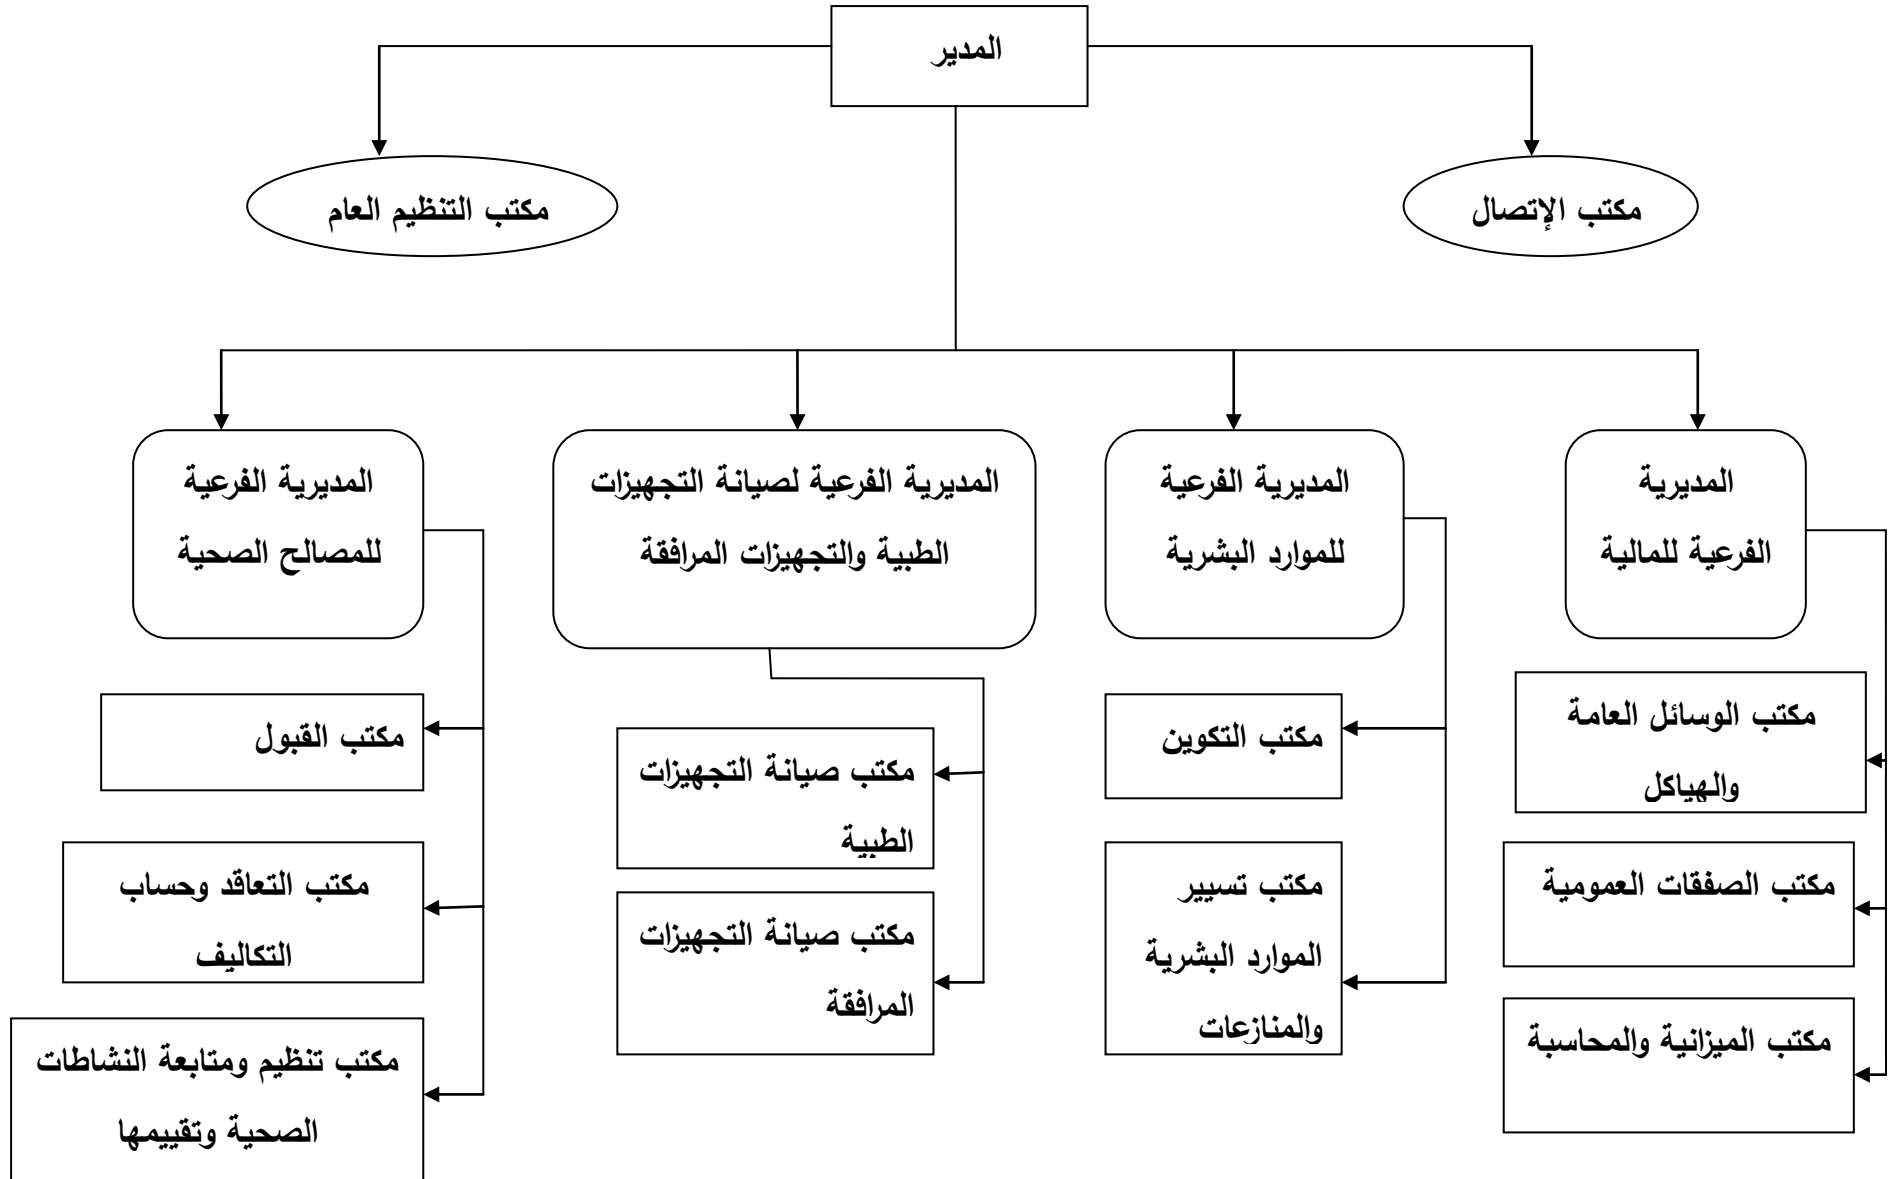 المدير
مكتب الإتصال
مكتب التنظيم العام
المديرية
الفرعية للمالية
المديرية الفرعية
للموارد البشرية
المديرية الفرعية لصيانة التجهيزات
الطبية والتجهيزات المرافقة
المديرية الفرعية
للمصالح الصحية
مكتب الوسائل العامة
والهياكل
مكتب الصفقات العمومية
مكتب الميزانية والمحاسبة
مكتب التكوين
مكتب تسيير
الموارد البشرية
والمنازعات
مكتب صيانة التجهيزات
الطبية
مكتب صيانة التجهيزات
المرافقة
مكتب القبول
مكتب التعاقد وحساب
التكاليف
مكتب تنظيم ومتابعة النشاطات
الصحية وتقييمها